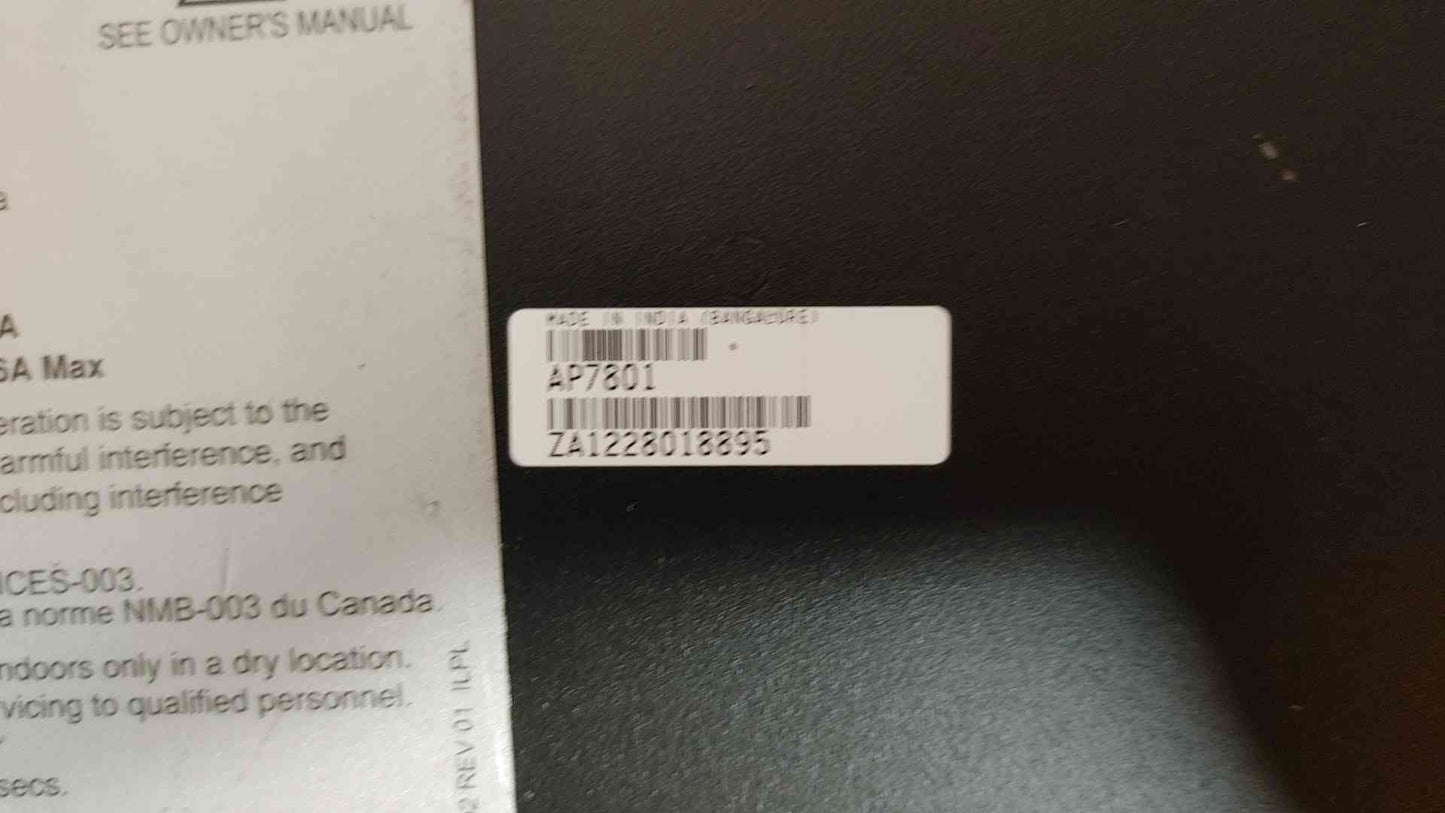 SEE OWNER'S MANUAL
a
A
6A Max
eration is subject to the
armful interference, and
cluding interference
ICES-003.
a norme NMB-003 du Canada.
ndoors only in a dry location.
vicing to qualified personnel.
secs.
2 REV 01 ILPL
MADE IN INDIA (BANGALORE)
AP7801
ZA1228018895